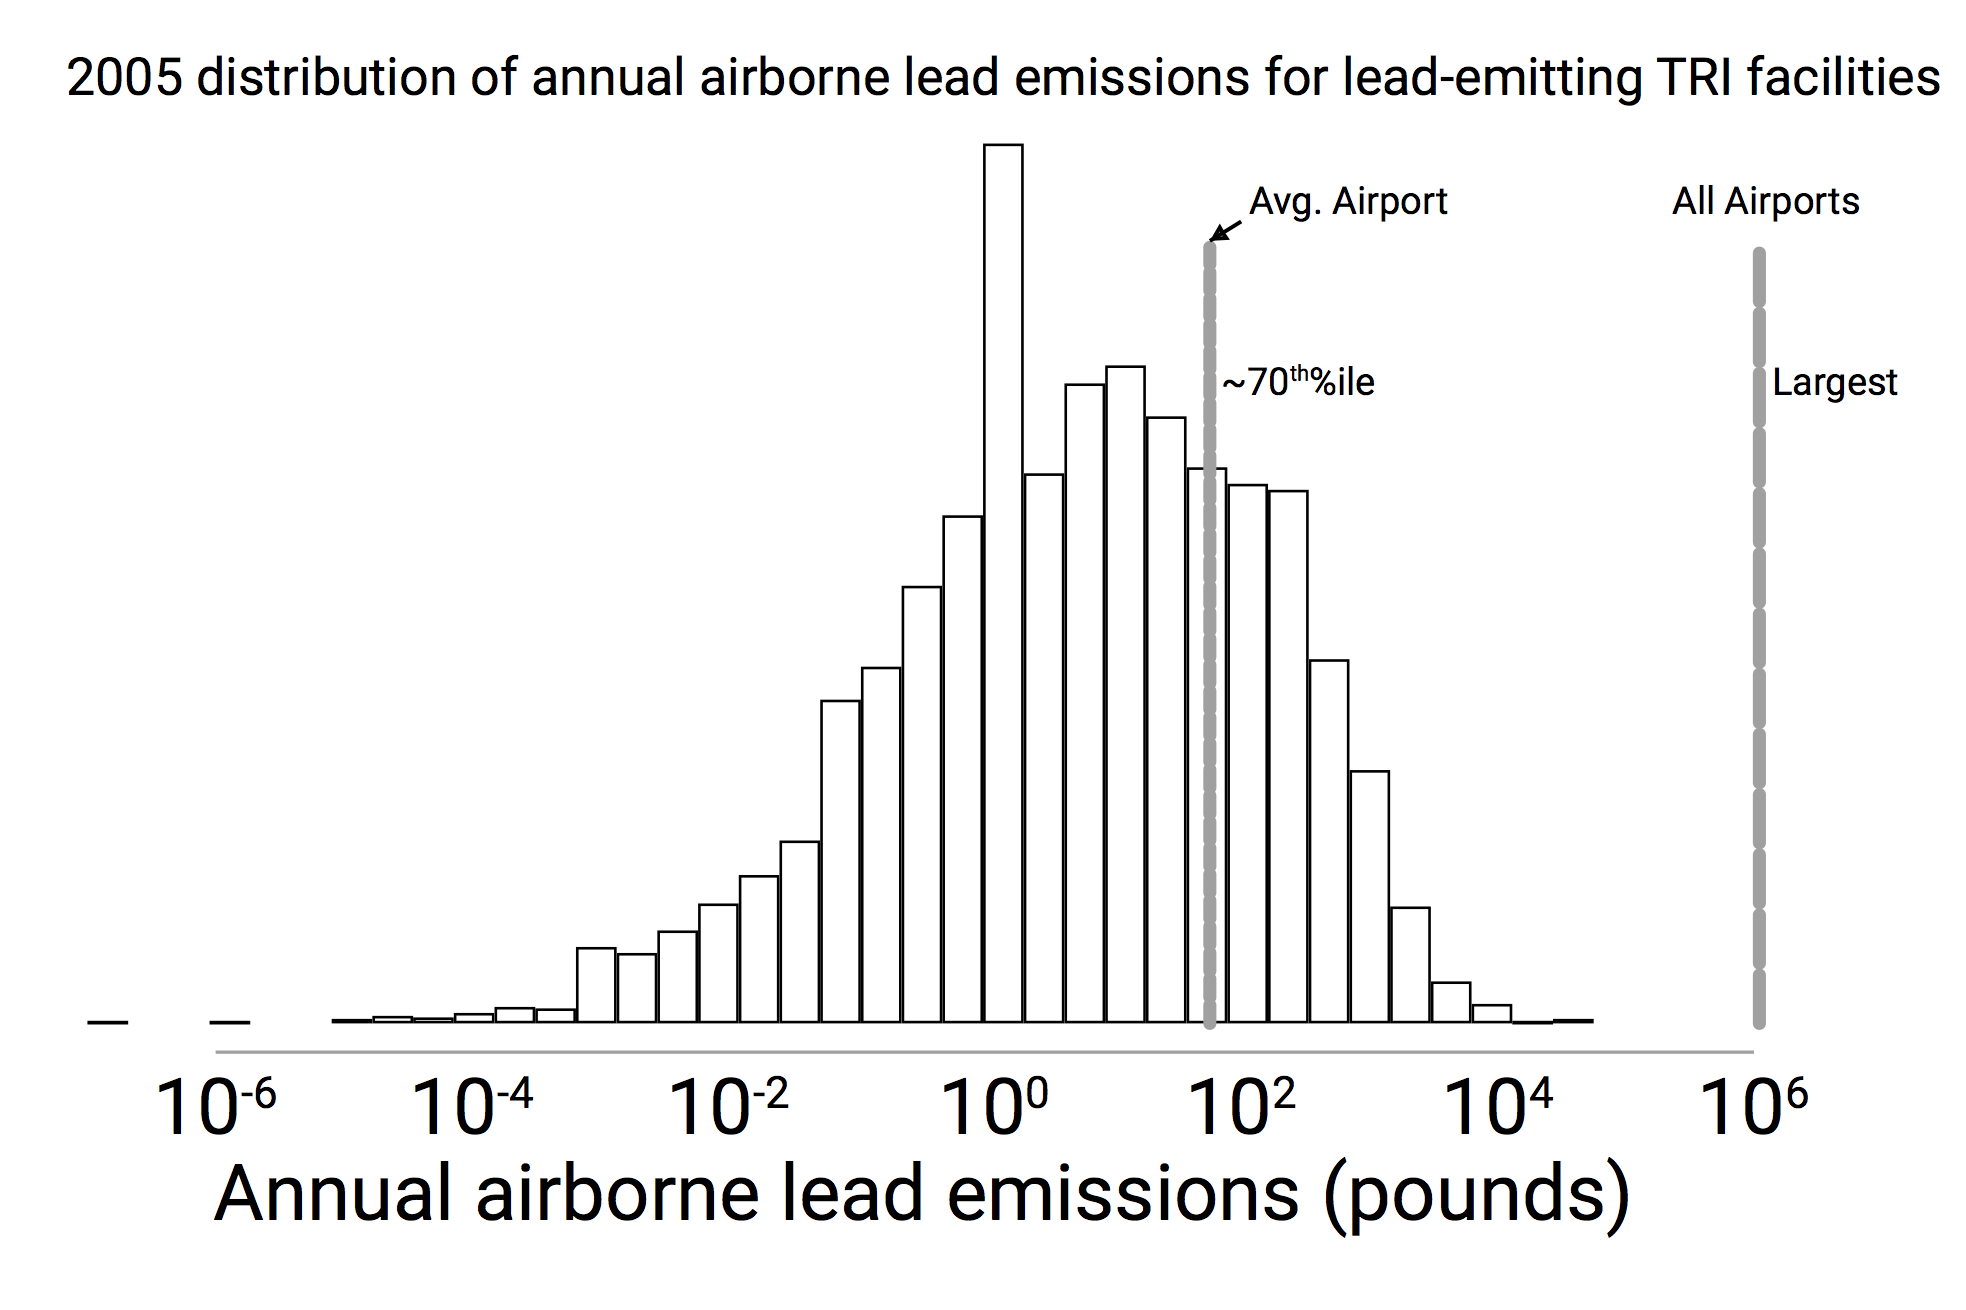 2005 distribution of annual airborne lead emissions for lead-emitting TRI facilities
Avg. Airport
All Airports
~70th%ile
Largest
10-6 10-4 10-2 100 102 104 106
Annual airborne lead emissions (pounds)